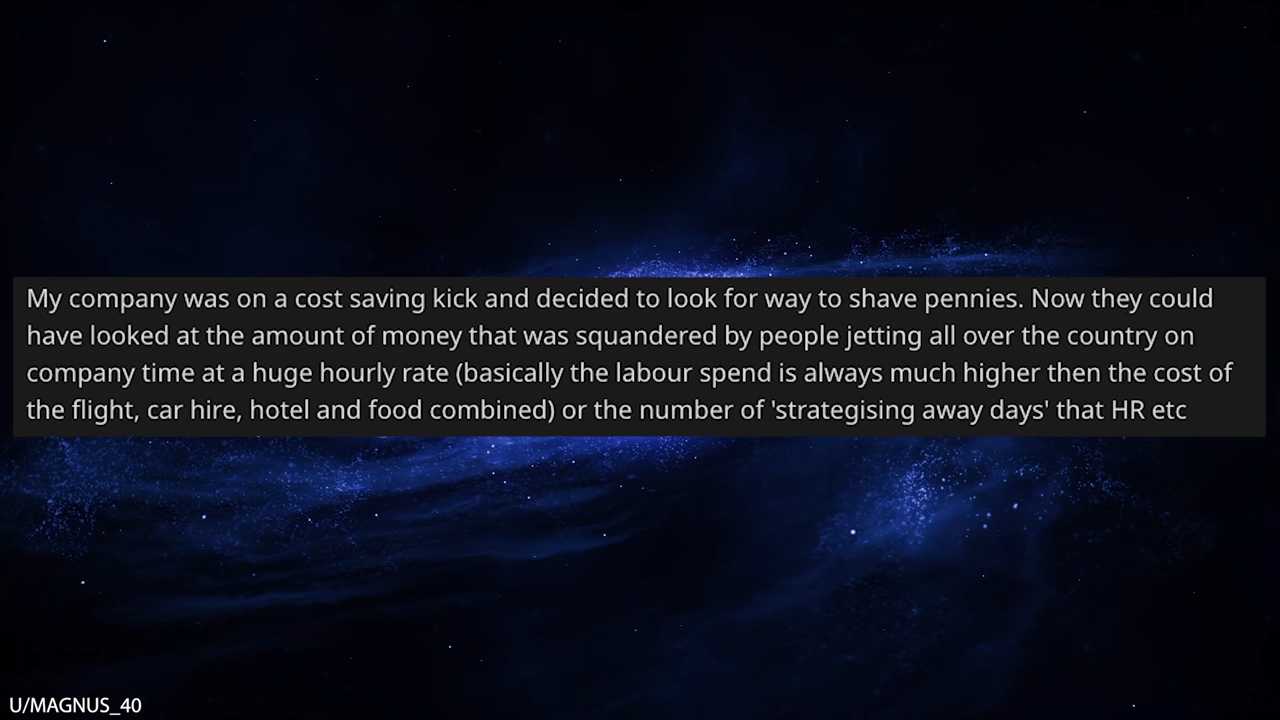 My company was on a cost saving kick and decided to look for way to shave pennies. Now they could
have looked at the amount of money that was squandered by people jetting all over the country on
company time at a huge hourly rate (basically the labour spend is always much higher then the cost of
the flight, car hire, hotel and food combined) or the number of 'strategising away days' that HR etc
U/MAGNUS_40